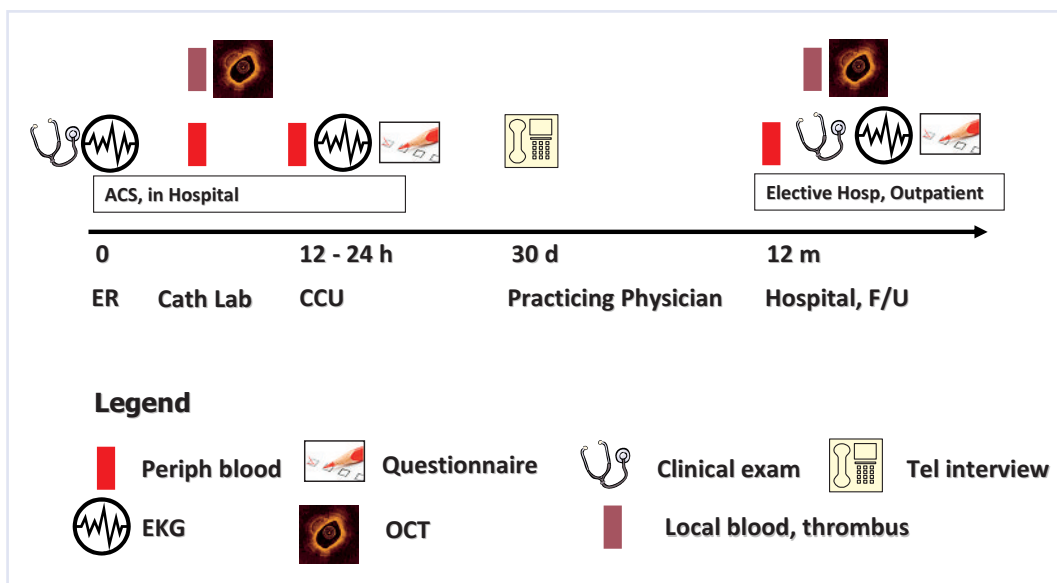 ACS, in Hospital
Elective Hosp, Outpatient
0 12 - 24 h 30 d 12 m
ER Cath Lab CCU Practicing Physician Hospital, F/U
Legend
Periph blood Questionnaire Clinical exam Tel interview
EKG OCT Local blood, thrombus